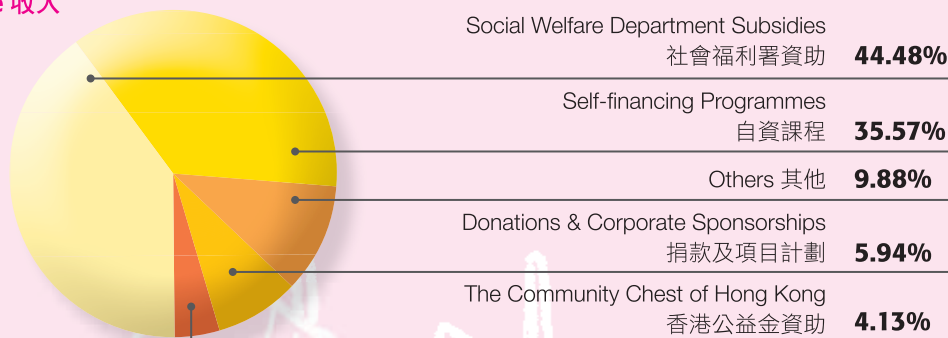 e 收入
Social Welfare Department Subsidies
社會福利署資助 44.48%
Self-financing Programmes
自資課程 35.57%
Others 其他 9.88%
Donations & Corporate Sponsorships
捐款及項目計劃 5.94%
The Community Chest of Hong Kong
香港公益金資助 4.13%